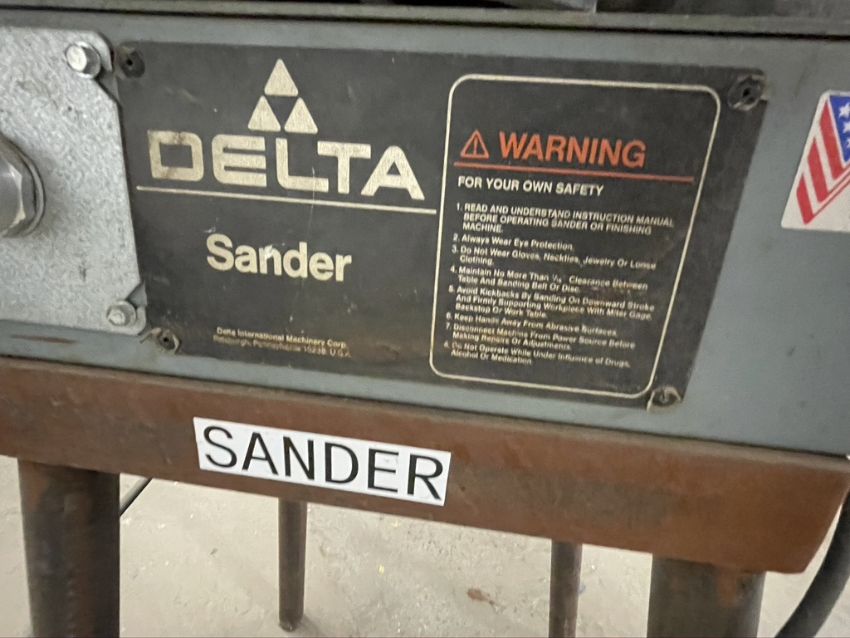 DELTA
Sander
Delta International Machinery Corp.
Pittsburgh, Pennsylvania 15238 U.S.A.
WARNING
FOR YOUR OWN SAFETY
1. READ AND UNDERSTAND INSTRUCTION MANUAL
BEFORE OPERATING SANDER OR FINISHING
MACHINE.
2. Always Wear Eye Protection.
3. Do Not Wear Gloves, Neckties, Jewelry Or Loose
Clothing.
4. Maintain No More Than 1/16" Clearance Between
Table And Sanding Belt Or Disc.
5. Avoid Kickbacks By Sanding On Downward Stroke
And Firmly Supporting Workpiece With Miter Gage,
Backstop Or Work Table.
6. Keep Hands Away From Abrasive Surfaces.
7. Disconnect Machine From Power Source Before
Making Repairs Or Adjustments.
8. Do Not Operate While Under Influence of Drugs,
Alcohol Or Medication.
SANDER